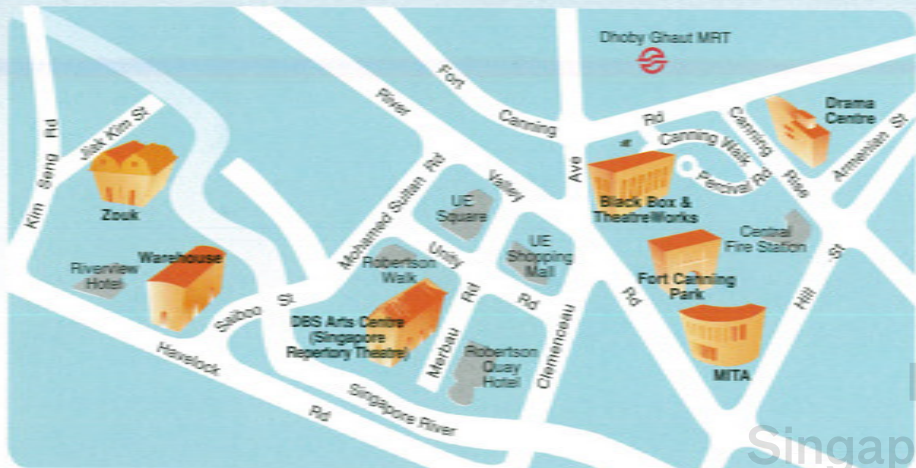 Dhoby Ghaut MRT
Fort
Canning
Rd
River
Valley
Rd
Canning Walk
Canning
Rise
Percival Rd
Drama
Centre
Armenian St
Jiak Kim St
Kim Seng Rd
Zouk
Mohamed Sultan Rd
UE
Square
Ave
Black Box &
TheatreWorks
UE
Shopping
Mall
Central
Fire Station
Warehouse
Riverview
Hotel
Robertson
Walk
Unity
Rd
Fort Canning
Park
Hill St
Saiboo St
DBS Arts Centre
(Singapore
Repertory Theatre)
Merbau Rd
Clemenceau
Robertson
Quay
Hotel
MITA
Havelock
Rd
Singapore River
Singap